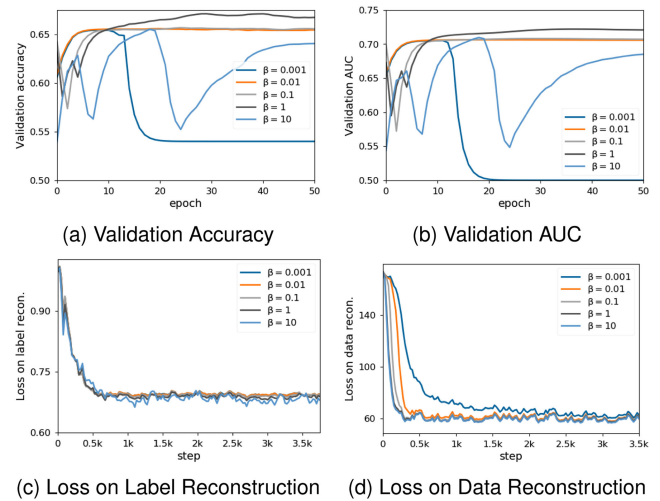 Validation accuracy
0.65
0.60
0.55
0.50
β = 0.001
β = 0.01
β = 0.1
β = 1
β = 10
0 10 20 30 40 50
epoch
(a) Validation Accuracy
Validation AUC
0.75
0.70
0.65
0.60
0.55
0.50
β = 0.001
β = 0.01
β = 0.1
β = 1
β = 10
0 10 20 30 40 50
epoch
(b) Validation AUC
Loss on label recon.
0.90
0.75
0.60
β = 0.001
β = 0.01
β = 0.1
β = 1
β = 10
0 0.5k 1k 1.5k 2k 2.5k 3k 3.5k
step
(c) Loss on Label Reconstruction
Loss on data recon.
140
100
60
β = 0.001
β = 0.01
β = 0.1
β = 1
β = 10
0 0.5k 1k 1.5k 2k 2.5k 3k 3.5k
step
(d) Loss on Data Reconstruction